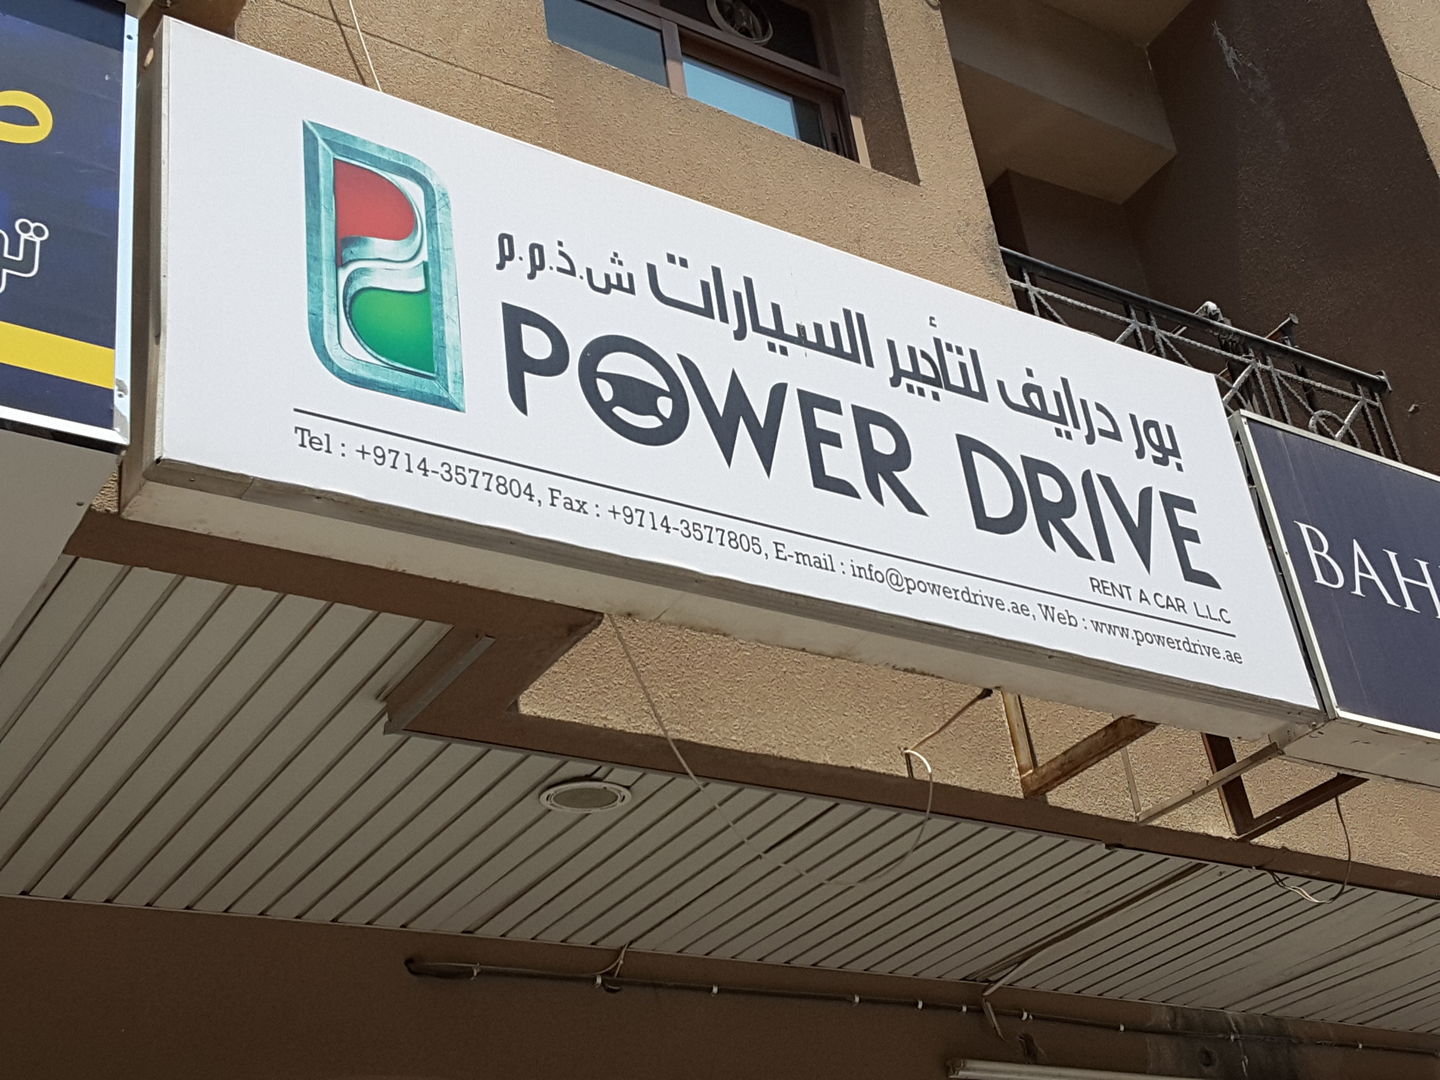 بور درايف لتأجير السيارات ش.ذ.م.م
POWER DRIVE
RENT A CAR L.L.C
Tel : +9714-3577804, Fax : +9714-3577805, E-mail : info@powerdrive.ae, Web : www.powerdrive.ae
BAH